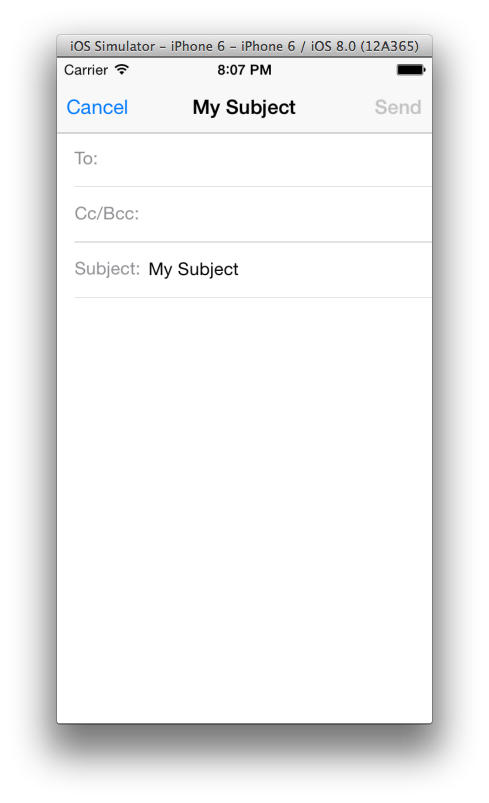 iOS Simulator – iPhone 6 – iPhone 6 / iOS 8.0 (12A365)
Carrier 8:07 PM
Cancel My Subject Send
To:
Cc/Bcc:
Subject: My Subject